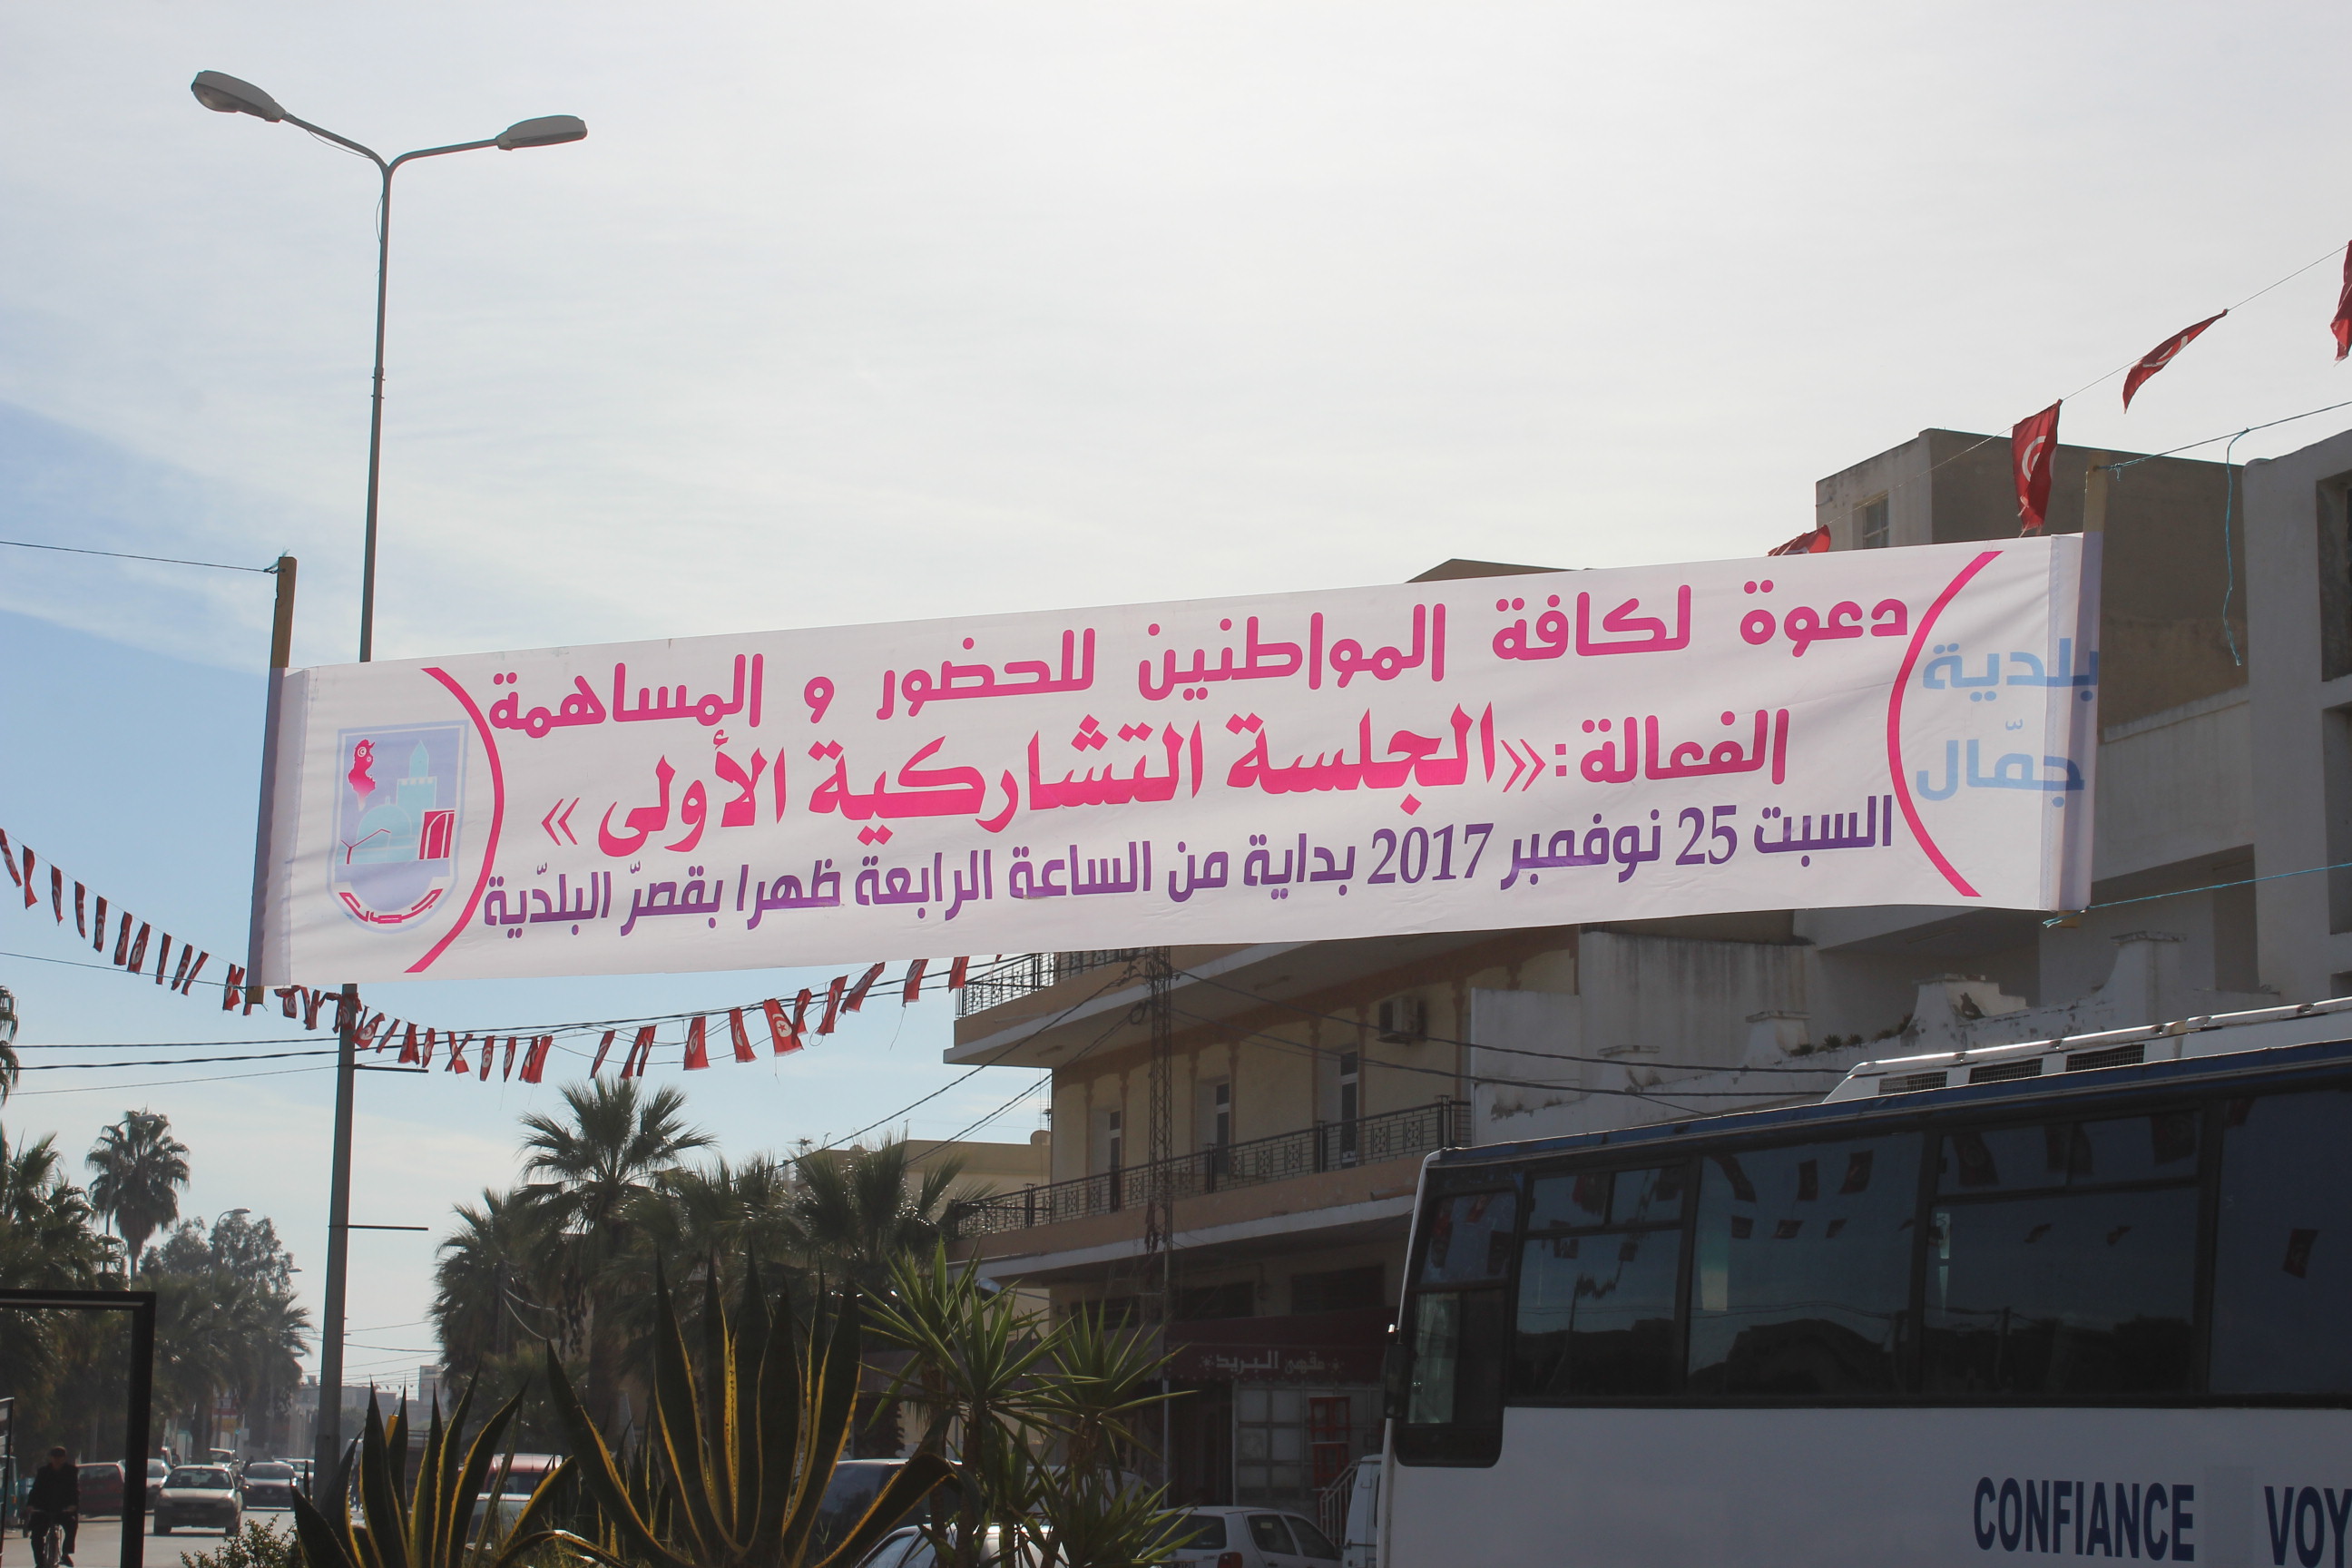 بلدية
جمّال
دعوة لكافة المواطنين للحضور و المساهمة
الفعالة: «الجلسة التشاركية الأولى »
السبت 25 نوفمبر 2017 بداية من الساعة الرابعة ظهرا بقصرّ البلدّية
مقهى البريد
CONFIANCE VOY